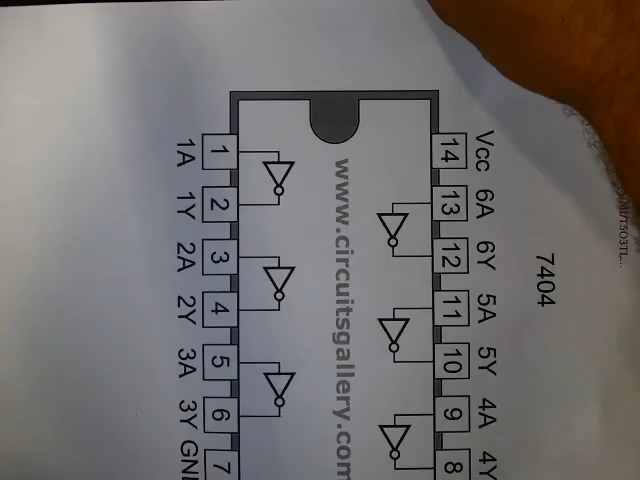 7404
Vcc 6A 6Y 5A 5Y 4A 4Y
14 13 12 11 10 9 8
www.circuitsgallery.com
1 2 3 4 5 6 7
1A 1Y 2A 2Y 3A 3Y GND